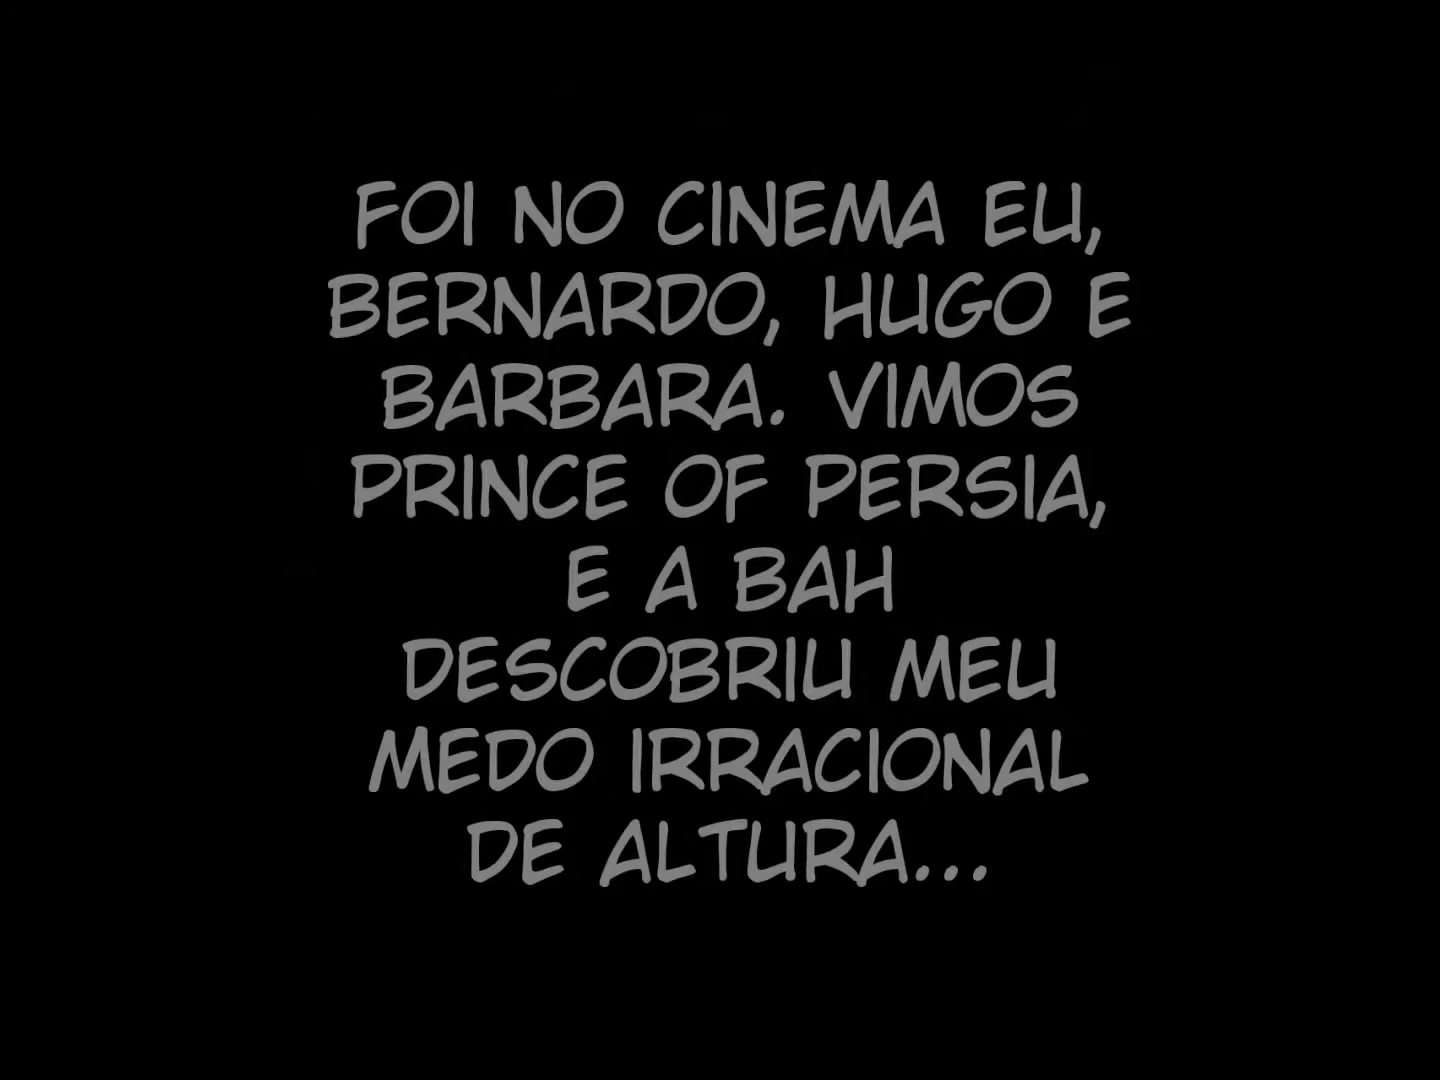 FOI NO CINEMA EU,
BERNARDO, HUGO E
BARBARA. VIMOS
PRINCE OF PERSIA,
E A BAH
DESCOBRIU MEU
MEDO IRRACIONAL
DE ALTURA...